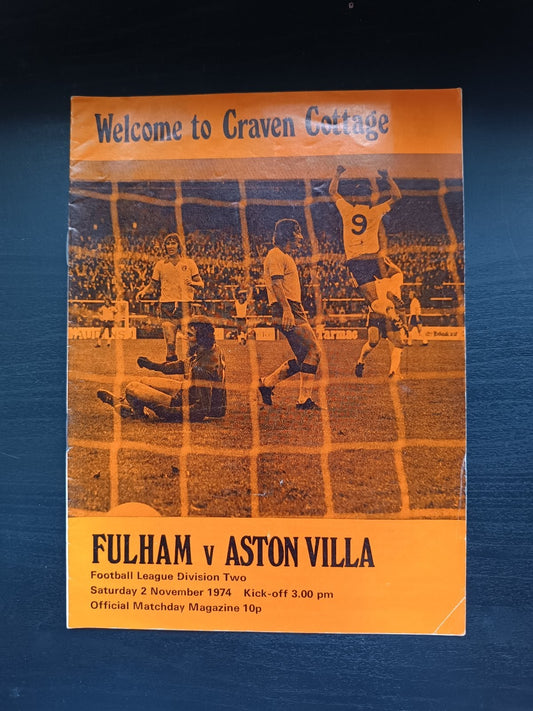 Welcome to Craven Cottage
9
FULHAM v ASTON VILLA
Football League Division Two
Saturday 2 November 1974 Kick-off 3.00 pm
Official Matchday Magazine 10p